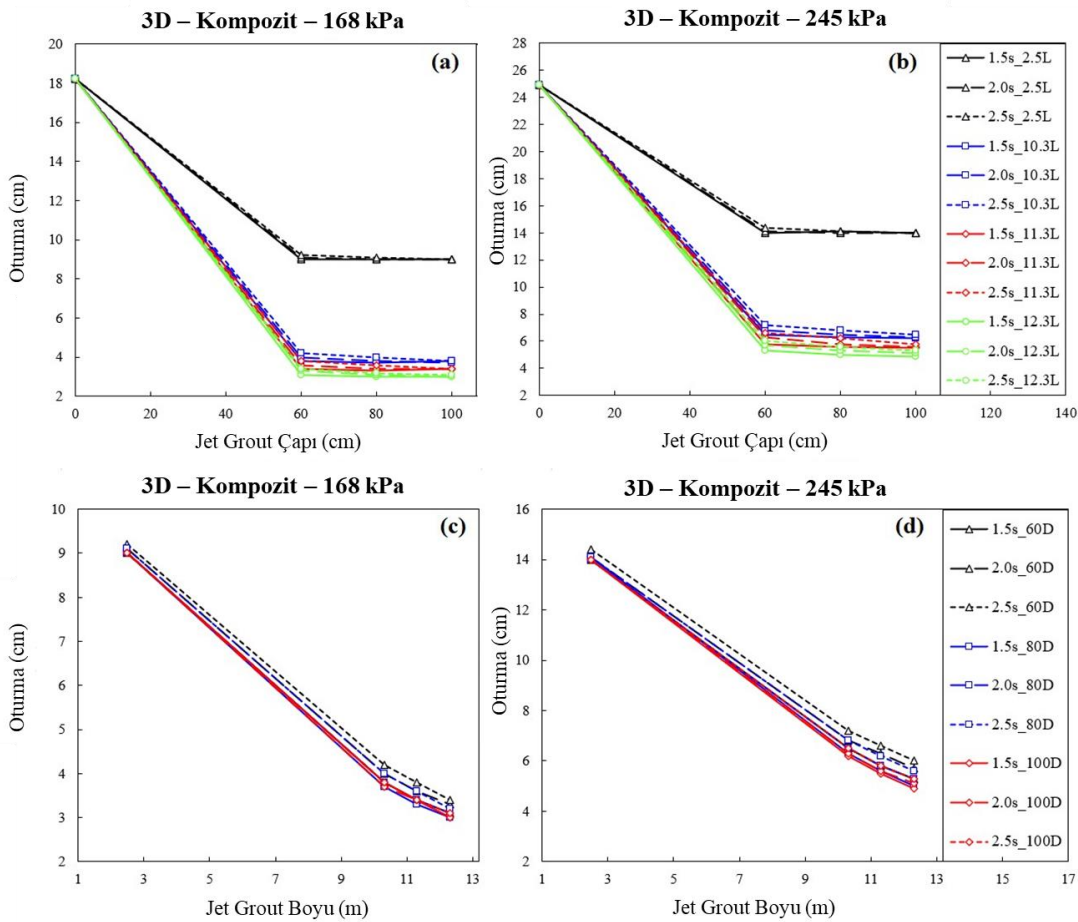 3D – Kompozit – 168 kPa
(a)
Oturma (cm)
20
18
16
14
12
10
8
6
4
2
0
20
40
60
80
100
Jet Grout Çapı (cm)
3D – Kompozit – 245 kPa
(b)
Oturma (cm)
28
26
24
22
20
18
16
14
12
10
8
6
4
2
0
20
40
60
80
100
120
140
Jet Grout Çapı (cm)
1.5s_2.5L
2.0s_2.5L
2.5s_2.5L
1.5s_10.3L
2.0s_10.3L
2.5s_10.3L
1.5s_11.3L
2.0s_11.3L
2.5s_11.3L
1.5s_12.3L
2.0s_12.3L
2.5s_12.3L
3D – Kompozit – 168 kPa
(c)
Oturma (cm)
10
9
8
7
6
5
4
3
2
1
3
5
7
9
11
13
Jet Grout Boyu (m)
3D – Kompozit – 245 kPa
(d)
Oturma (cm)
16
14
12
10
8
6
4
2
1
3
5
7
9
11
13
15
17
Jet Grout Boyu (m)
1.5s_60D
2.0s_60D
2.5s_60D
1.5s_80D
2.0s_80D
2.5s_80D
1.5s_100D
2.0s_100D
2.5s_100D